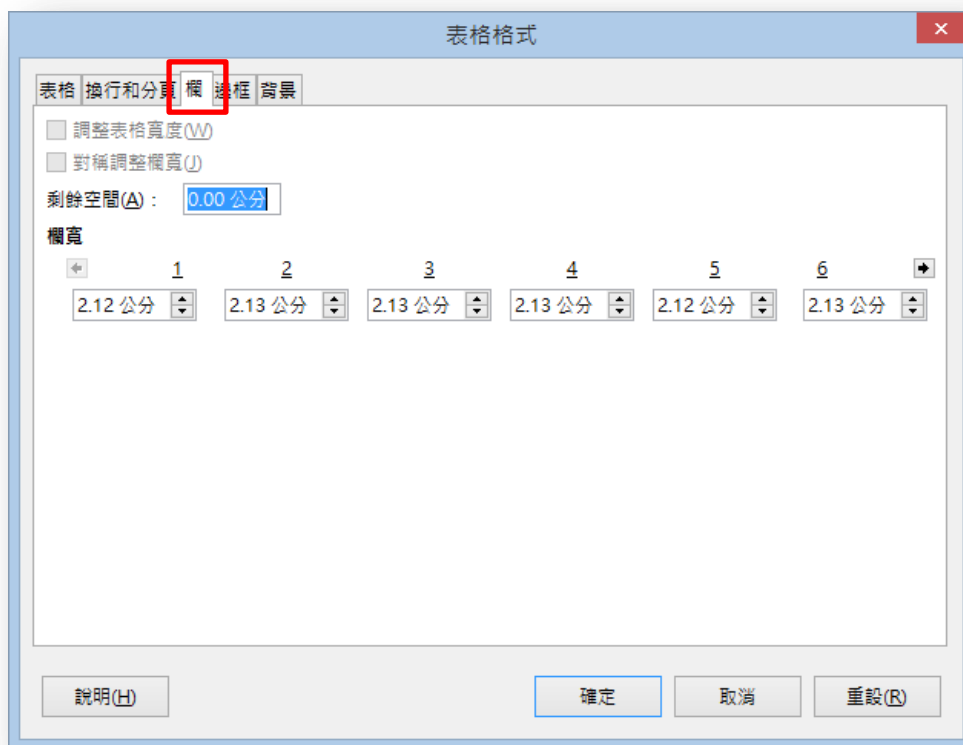 表格格式
表格 換行和分頁 欄 邊框 背景
調整表格寬度(W)
對稱調整欄寬(J)
剩餘空間(A)： 0.00 公分
欄寬
1 2 3 4 5 6
2.12 公分 2.13 公分 2.13 公分 2.13 公分 2.12 公分 2.13 公分
說明(H) 確定 取消 重設(R)